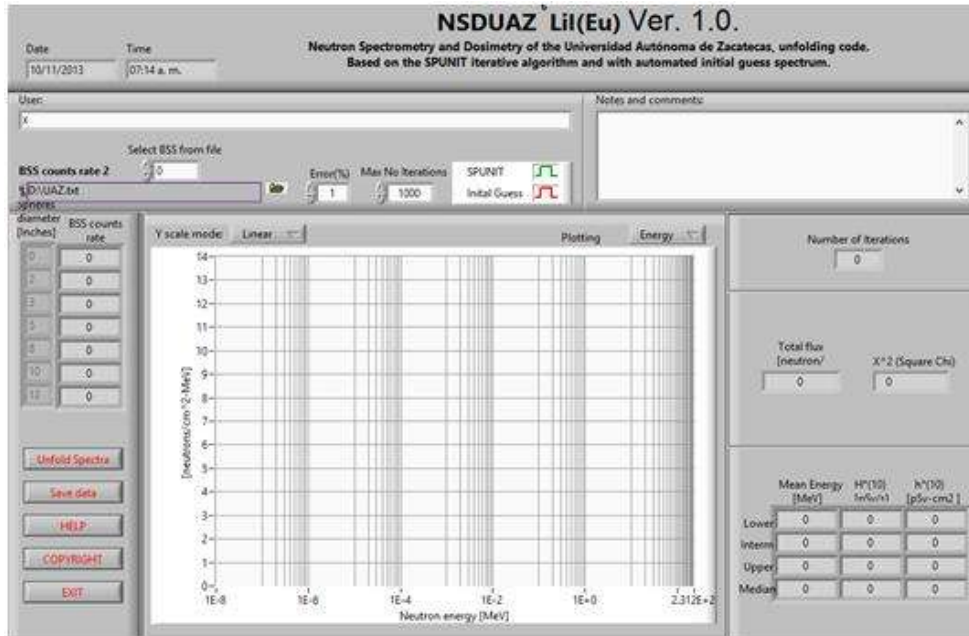 NSDUAZ LiI(Eu) Ver. 1.0.
Neutron Spectrometry and Dosimetry of the Universidad Autónoma de Zacatecas, unfolding code.
Based on the SPUNIT iterative algorithm and with automated initial guess spectrum.
Date Time
10/11/2013 07:14 a. m.
User:
x
Notes and comments:
Select BSS from file
0
BSS counts rate 2
D:\UAZ.txt
Error(%) Max No Iterations
1 1000
SPUNIT
Inital Guess
spheres
diameter
[Inches]
BSS counts
rate
0 0
2 0
3 0
5 0
8 0
10 0
12 0
Unfold Spectra
Save data
HELP
COPYRIGHT
EXIT
Y scale mode: Linear
Plotting Energy
[neutrons/cm^2-MeV]
14
13
12
11
10
9
8
7
6
5
4
3
2
1
0
1E-8 1E-6 1E-4 1E-2 1E+0 2.312E+2
Neutron energy [MeV]
Number of Iterations
0
Total flux
[neutron/
0
X^2 (Square Chi)
0
Mean Energy H*(10) h*(10)
[MeV] [pSv-cm2 ]
Lower 0 0 0
Interm 0 0 0
Upper 0 0 0
Median 0 0 0